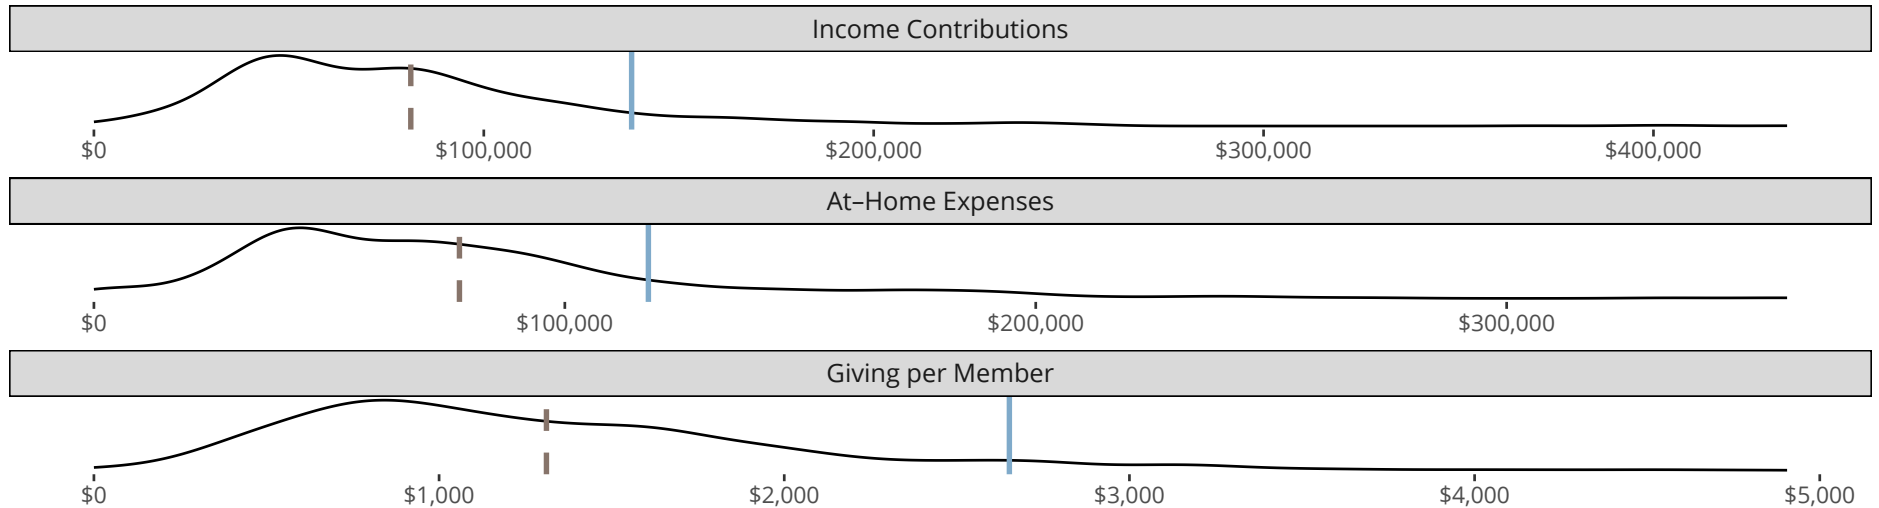 Income Contributions
$0 $100,000 $200,000 $300,000 $400,000
At–Home Expenses
$0 $100,000 $200,000 $300,000
Giving per Member
$0 $1,000 $2,000 $3,000 $4,000 $5,000